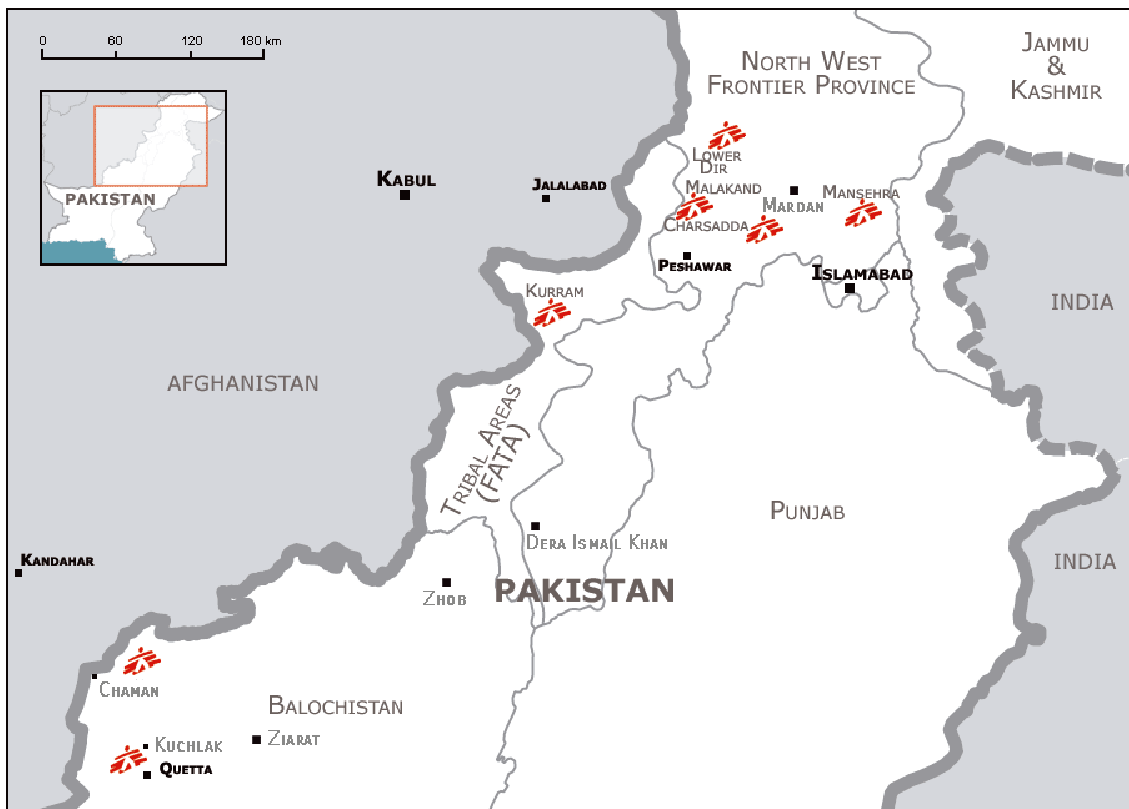 0 60 120 180 km
NORTH WEST
FRONTIER PROVINCE
JAMMU
&
KASHMIR
PAKISTAN
LOWER
DIR
KABUL
JALALABAD
MALAKAND
MARDAN
MANSEHRA
CHARSADDA
PESHAWAR
ISLAMABAD
KURRAM
INDIA
AFGHANISTAN
TRIBAL AREAS
(FATA)
PUNJAB
DERA ISMAIL KHAN
KANDAHAR
INDIA
ZHOB
PAKISTAN
CHAMAN
BALOCHISTAN
KUCHLAK
ZIARAT
QUETTA